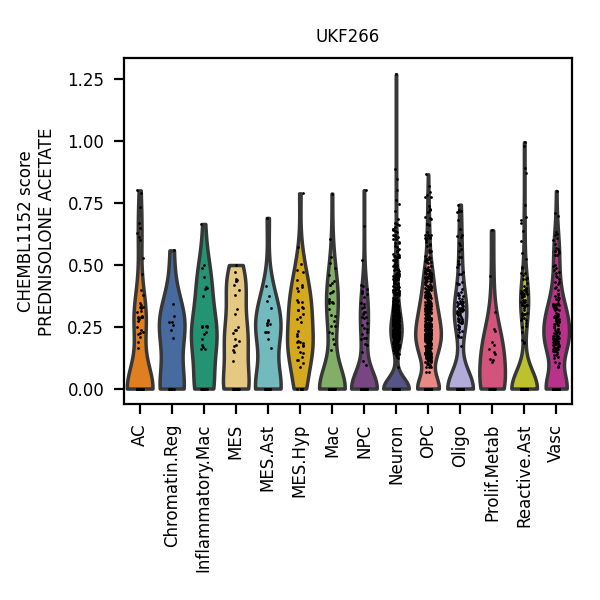 UKF266
CHEMBL1152 score
PREDNISOLONE ACETATE
1.25
1.00
0.75
0.50
0.25
0.00
AC
Chromatin.Reg
Inflammatory.Mac
MES
MES.Ast
MES.Hyp
Mac
NPC
Neuron
OPC
Oligo
Prolif.Metab
Reactive.Ast
Vasc